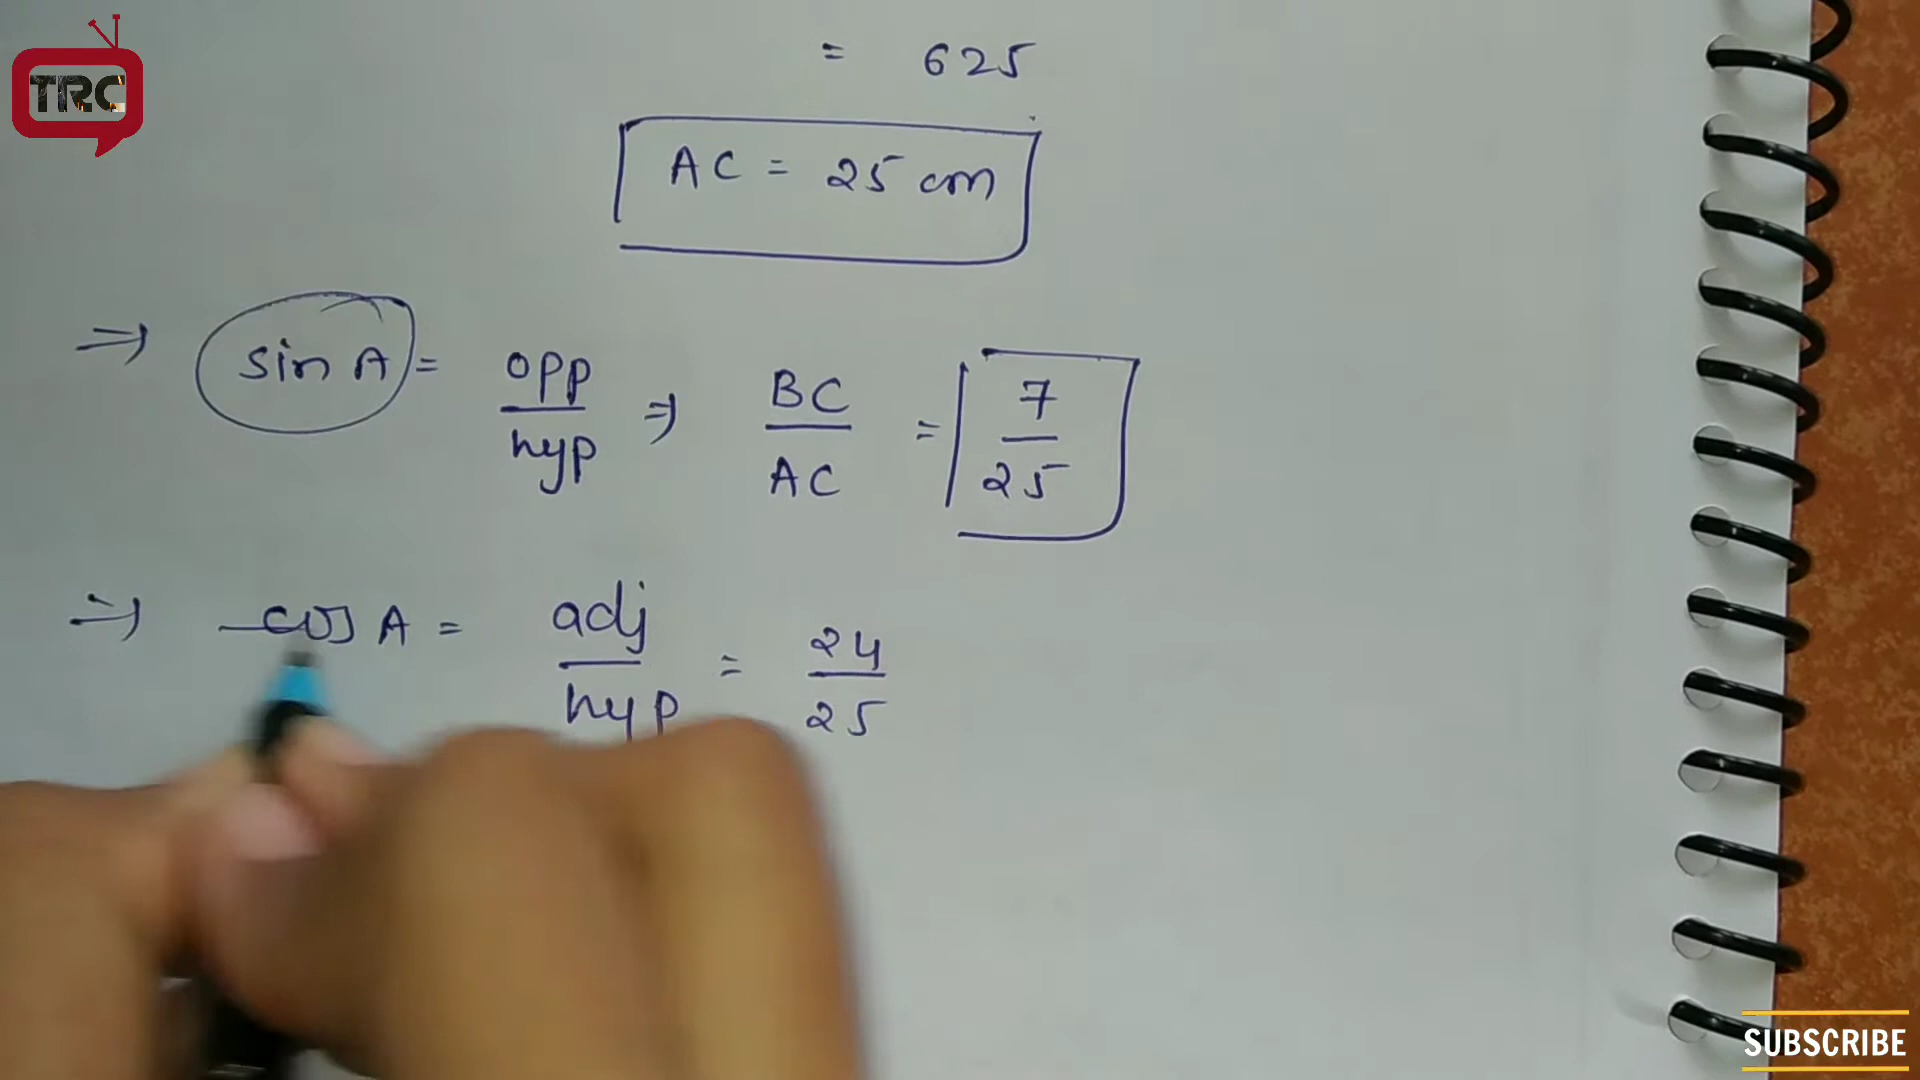 TRC
= 625
AC = 25 cm
⇒ sin A = opp/hyp ⇒ BC/AC = 7/25
⇒ cos A = adj/hyp = 24/25
SUBSCRIBE